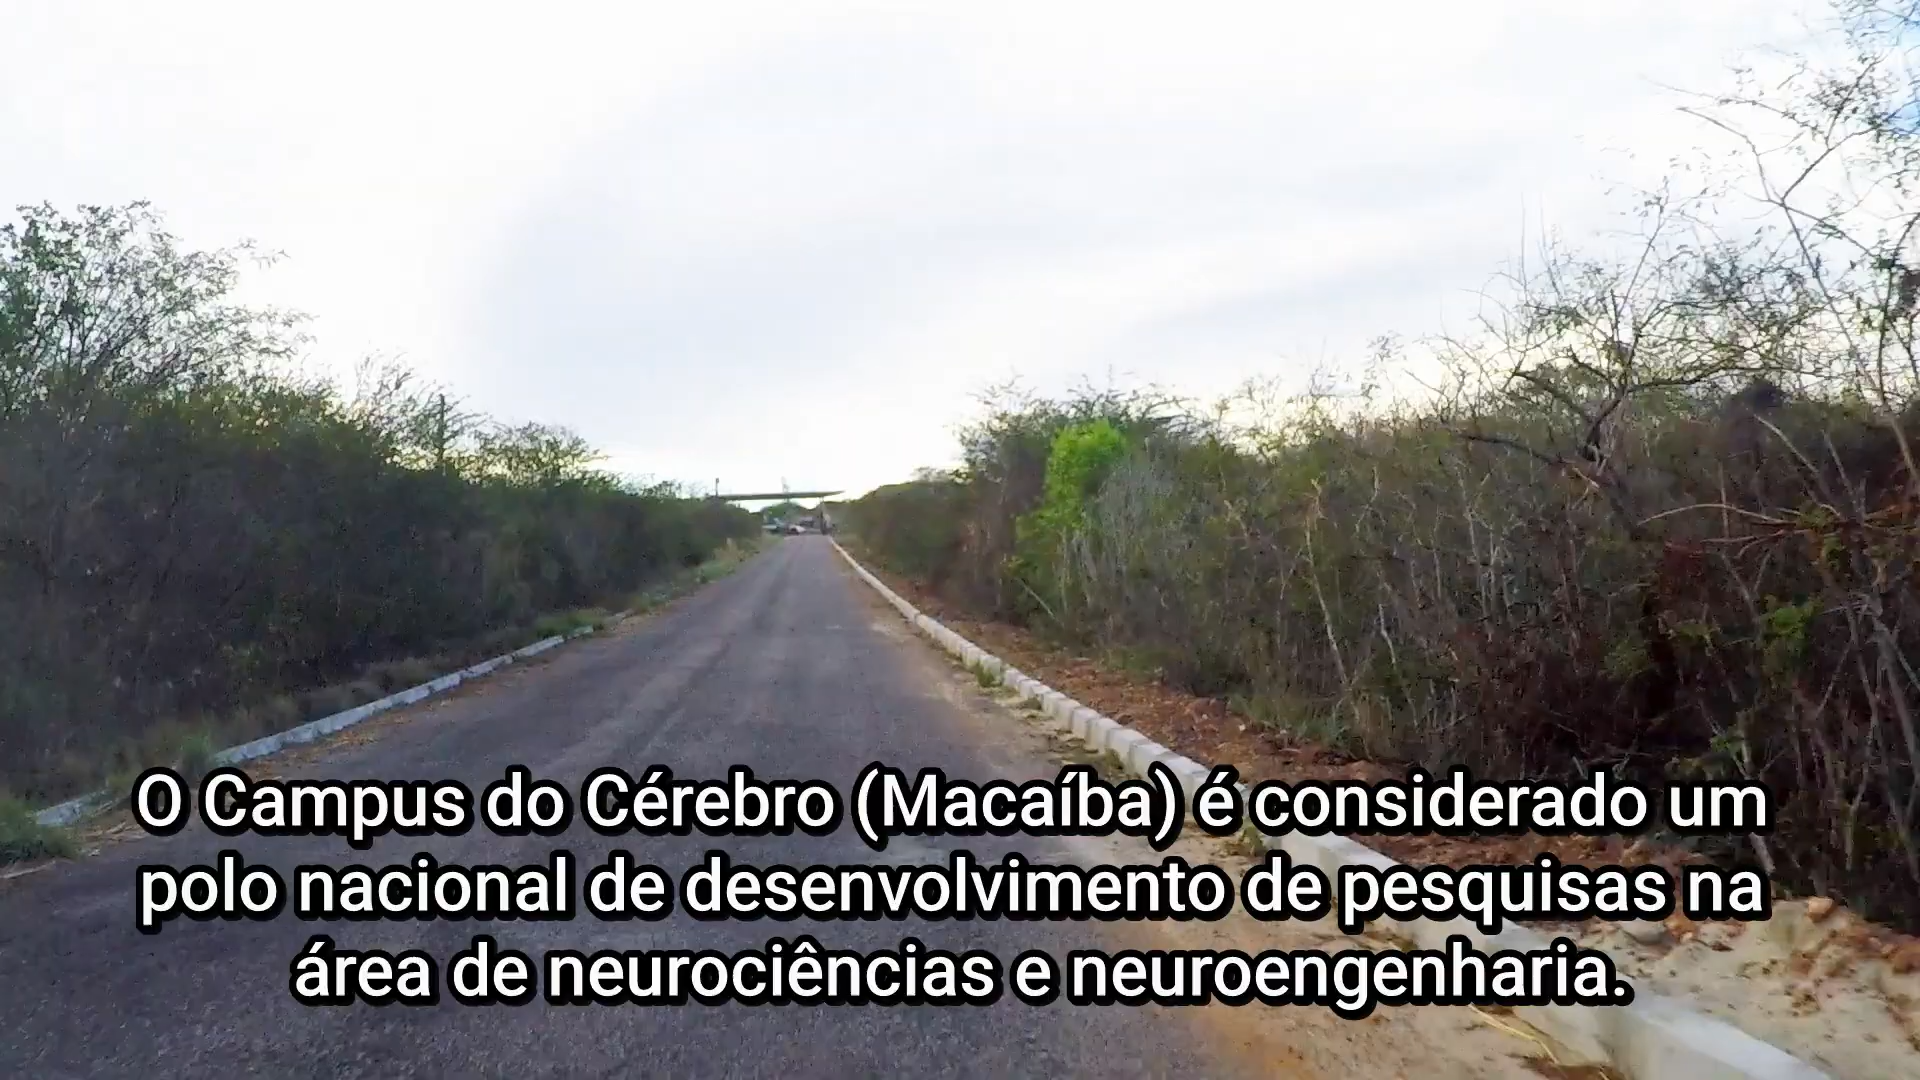 O Campus do Cérebro (Macaíba) é considerado um
polo nacional de desenvolvimento de pesquisas na
área de neurociências e neuroengenharia.